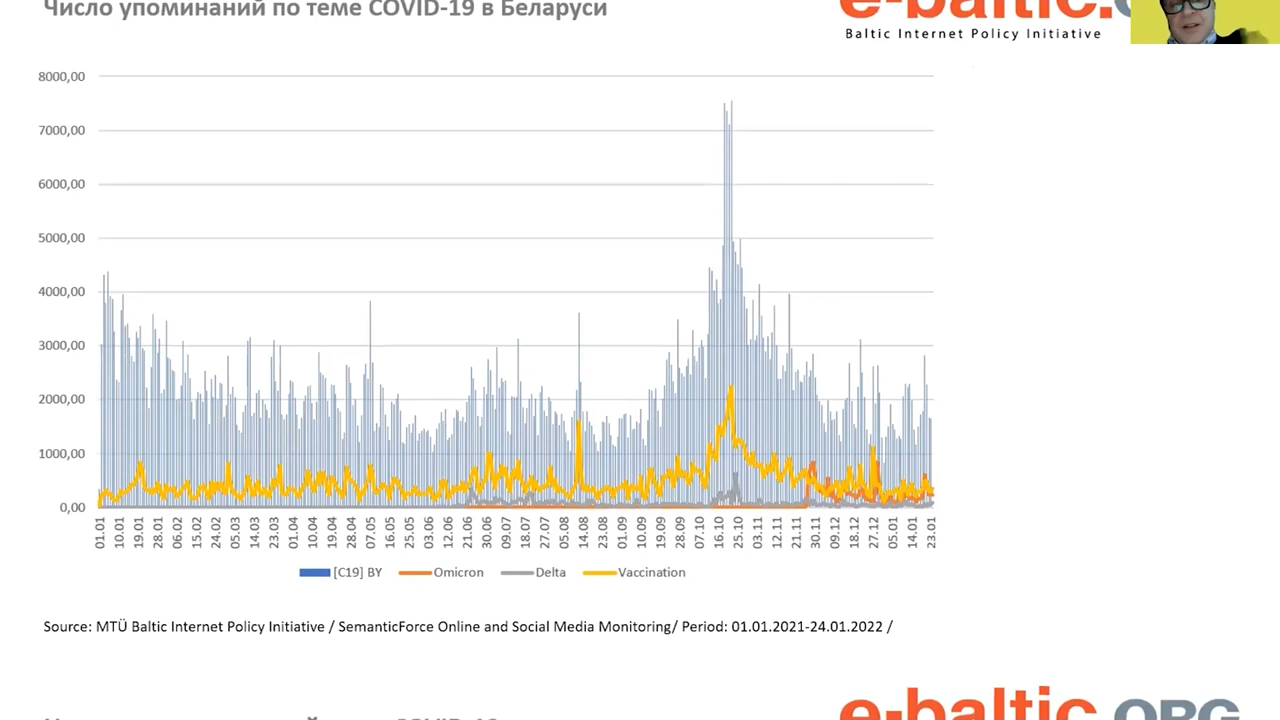 Число упоминаний по теме COVID-19 в Беларуси
e-baltic.
Baltic Internet Policy Initiative
8000,00
7000,00
6000,00
5000,00
4000,00
3000,00
2000,00
1000,00
0,00
01.01 10.01 19.01 28.01 06.02 15.02 24.02 05.03 14.03 23.03 01.04 10.04 19.04 28.04 07.05 16.05 25.05 03.06 12.06 21.06 30.06 09.07 18.07 27.07 05.08 14.08 23.08 01.09 10.09 19.09 28.09 07.10 16.10 25.10 03.11 12.11 21.11 30.11 09.12 18.12 27.12 05.01 14.01 23.01
[C19] BY Omicron Delta Vaccination
Source: MTÜ Baltic Internet Policy Initiative / SemanticForce Online and Social Media Monitoring/ Period: 01.01.2021-24.01.2022 /
e-baltic.ORG
COVID-19